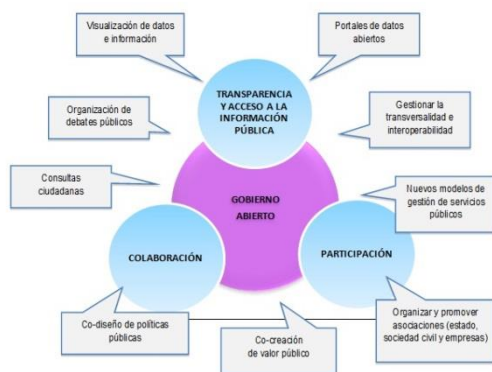 Visualización de datos
e información
Portales de datos
abiertos
TRANSPARENCIA
Y ACCESO A LA
INFORMACIÓN
PÚBLICA
Organización de
debates públicos
Gestionar la
transversalidad e
interoperabilidad
Consultas
ciudadanas
GOBIERNO
ABIERTO
Nuevos modelos de
gestión de servicios
públicos
COLABORACIÓN
PARTICIPACIÓN
Co-diseño de políticas
públicas
Co-creación
de valor público
Organizar y promover
asociaciones (estado,
sociedad civil y empresas)